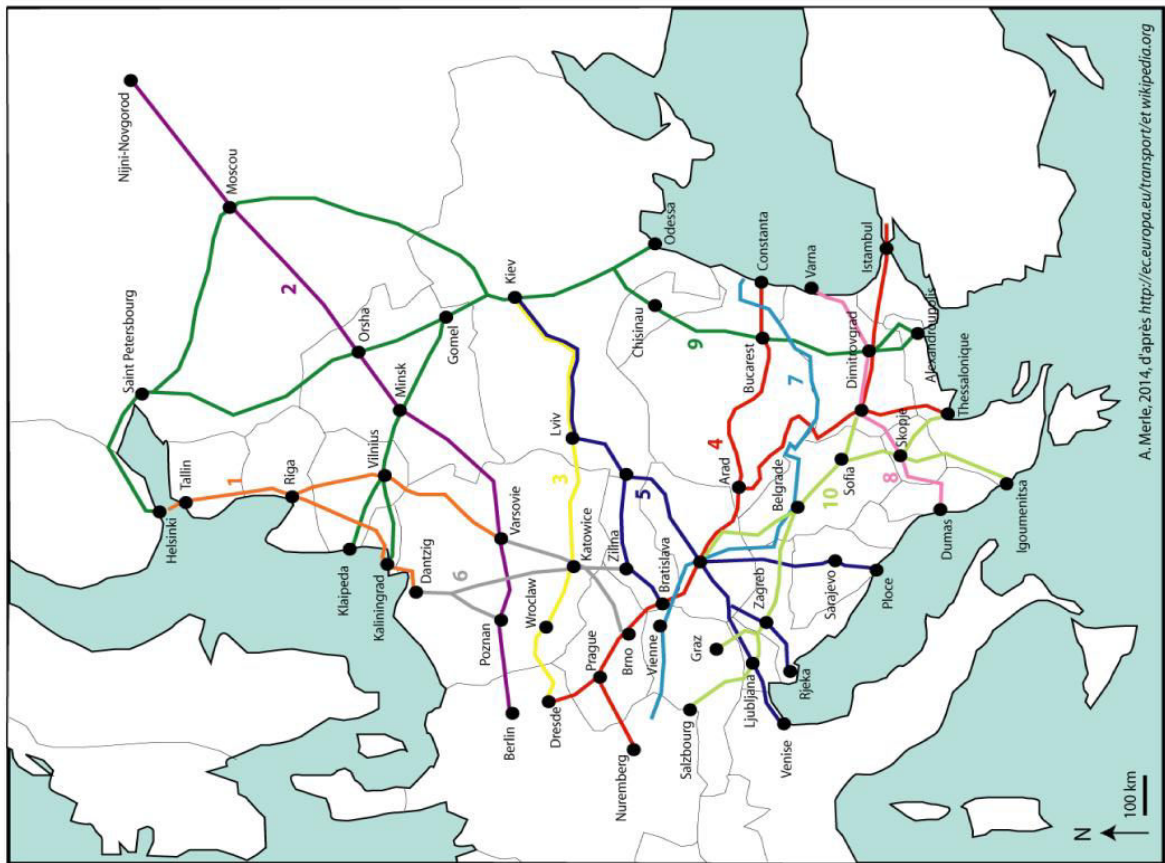 Nijni-Novgorod
Moscou
Saint Petersbourg
2
Orsha
Helsinki
Tallin
1
Riga
Vilnius
Minsk
Gomel
Klaipeda
Kaliningrad
Dantzig
Kiev
Varsovie
6
Lviv
3
Poznan
Berlin
Wroclaw
Katowice
Odessa
Dresde
Zilna
5
Chisinau
Prague
Brno
Bratislava
9
Nuremberg
Vienne
4
Arad
Bucarest
Constanta
Graz
7
Varna
Salzbourg
Zagreb
Belgrade
Ljubljana
10
Sofia
Dimitrovgrad
Istambul
Venise
Rjeka
Sarajevo
Skopje
8
Ploce
Alexandroupolis
Thessalonique
Dumas
Igoumenitsa
N
100 km
A. Merle, 2014, d'après http://ec.europa.eu/transport/et wikipedia.org